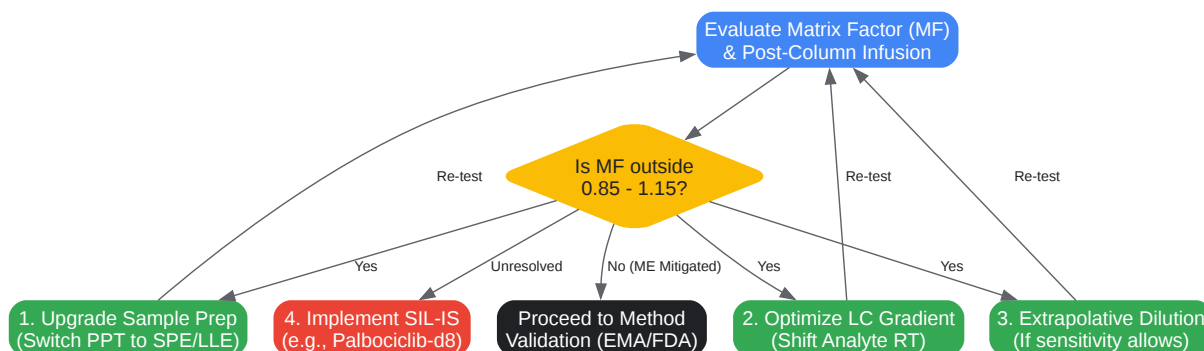 Evaluate Matrix Factor (MF)
& Post-Column Infusion
Is MF outside
0.85 - 1.15?
Re-test
Re-test
Re-test
Yes
Unresolved
No (ME Mitigated)
Yes
Yes
1. Upgrade Sample Prep
(Switch PPT to SPE/LLE)
4. Implement SIL-IS
(e.g., Palbociclib-d8)
Proceed to Method
Validation (EMA/FDA)
2. Optimize LC Gradient
(Shift Analyte RT)
3. Extrapolative Dilution
(If sensitivity allows)